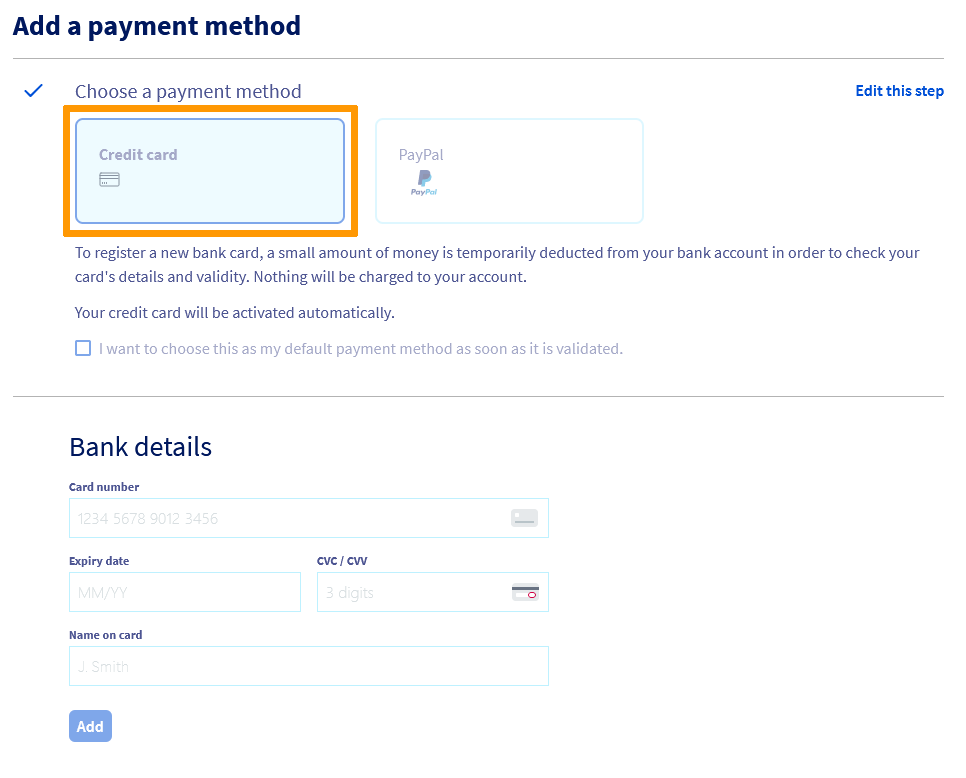 Add a payment method
Choose a payment method
Edit this step
Credit card
PayPal
PayPal
To register a new bank card, a small amount of money is temporarily deducted from your bank account in order to check your
card's details and validity. Nothing will be charged to your account.
Your credit card will be activated automatically.
I want to choose this as my default payment method as soon as it is validated.
Bank details
Card number
1234 5678 9012 3456
Expiry date
CVC / CVV
MM/YY
3 digits
Name on card
J. Smith
Add